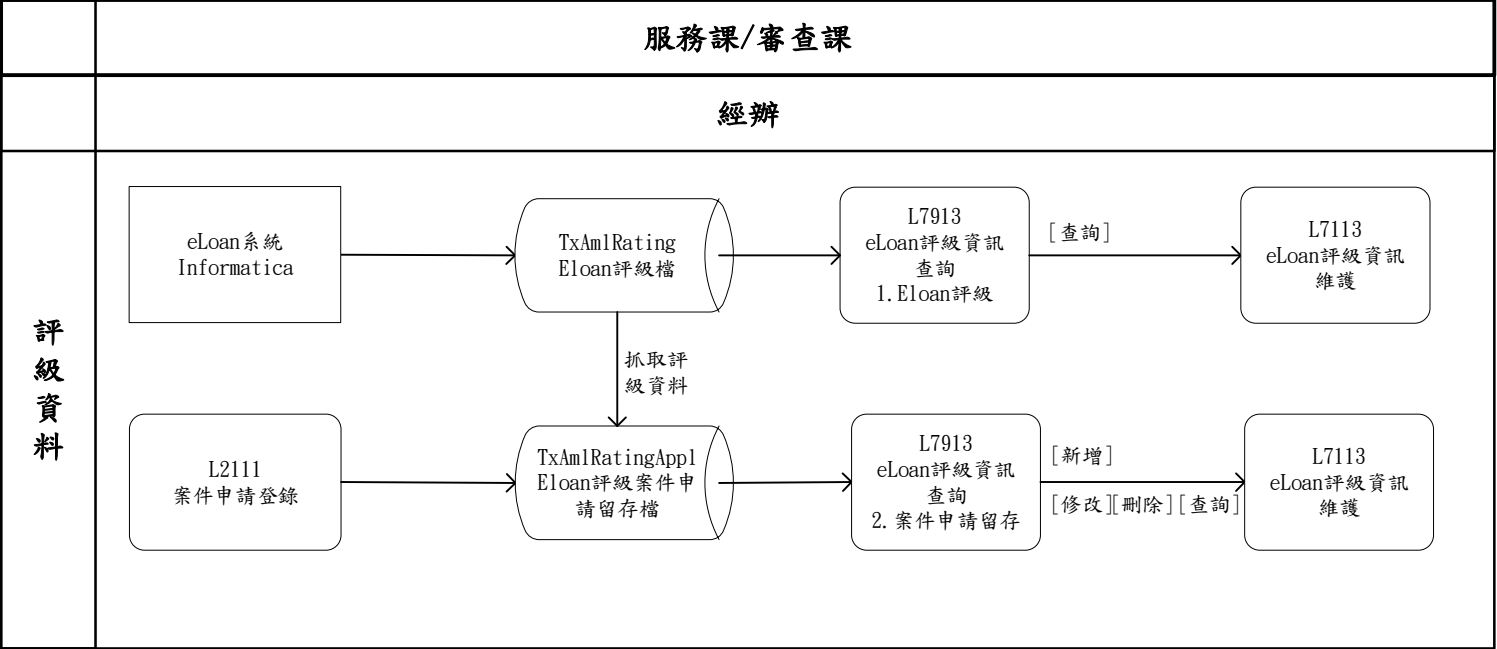 服務課/審查課
經辦
評
級
資
料
eLoan系統
Informatica
TxAmlRating
Eloan評級檔
L7913
eLoan評級資訊
查詢
1.Eloan評級
[查詢]
L7113
eLoan評級資訊
維護
抓取評
級資料
L2111
案件申請登錄
TxAmlRatingAppl
Eloan評級案件申
請留存檔
L7913
eLoan評級資訊
查詢
2.案件申請留存
[新增]
[修改][刪除][查詢]
L7113
eLoan評級資訊
維護